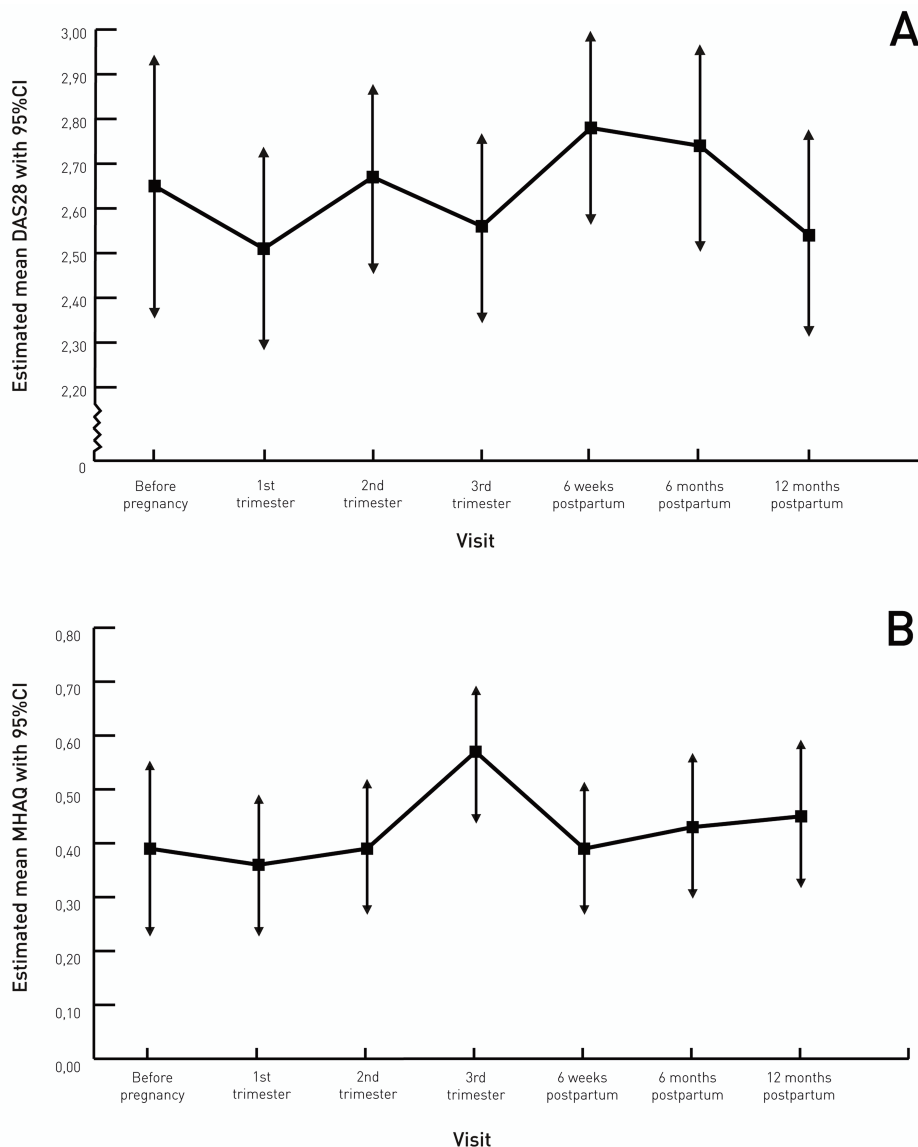 A
Estimated mean DAS28 with 95%CI
3,00
2,90
2,80
2,70
2,60
2,50
2,40
2,30
2,20
0
Before pregnancy
1st trimester
2nd trimester
3rd trimester
6 weeks postpartum
6 months postpartum
12 months postpartum
Visit
B
Estimated mean MHAQ with 95%CI
0,80
0,70
0,60
0,50
0,40
0,30
0,20
0,10
0,00
Before pregnancy
1st trimester
2nd trimester
3rd trimester
6 weeks postpartum
6 months postpartum
12 months postpartum
Visit